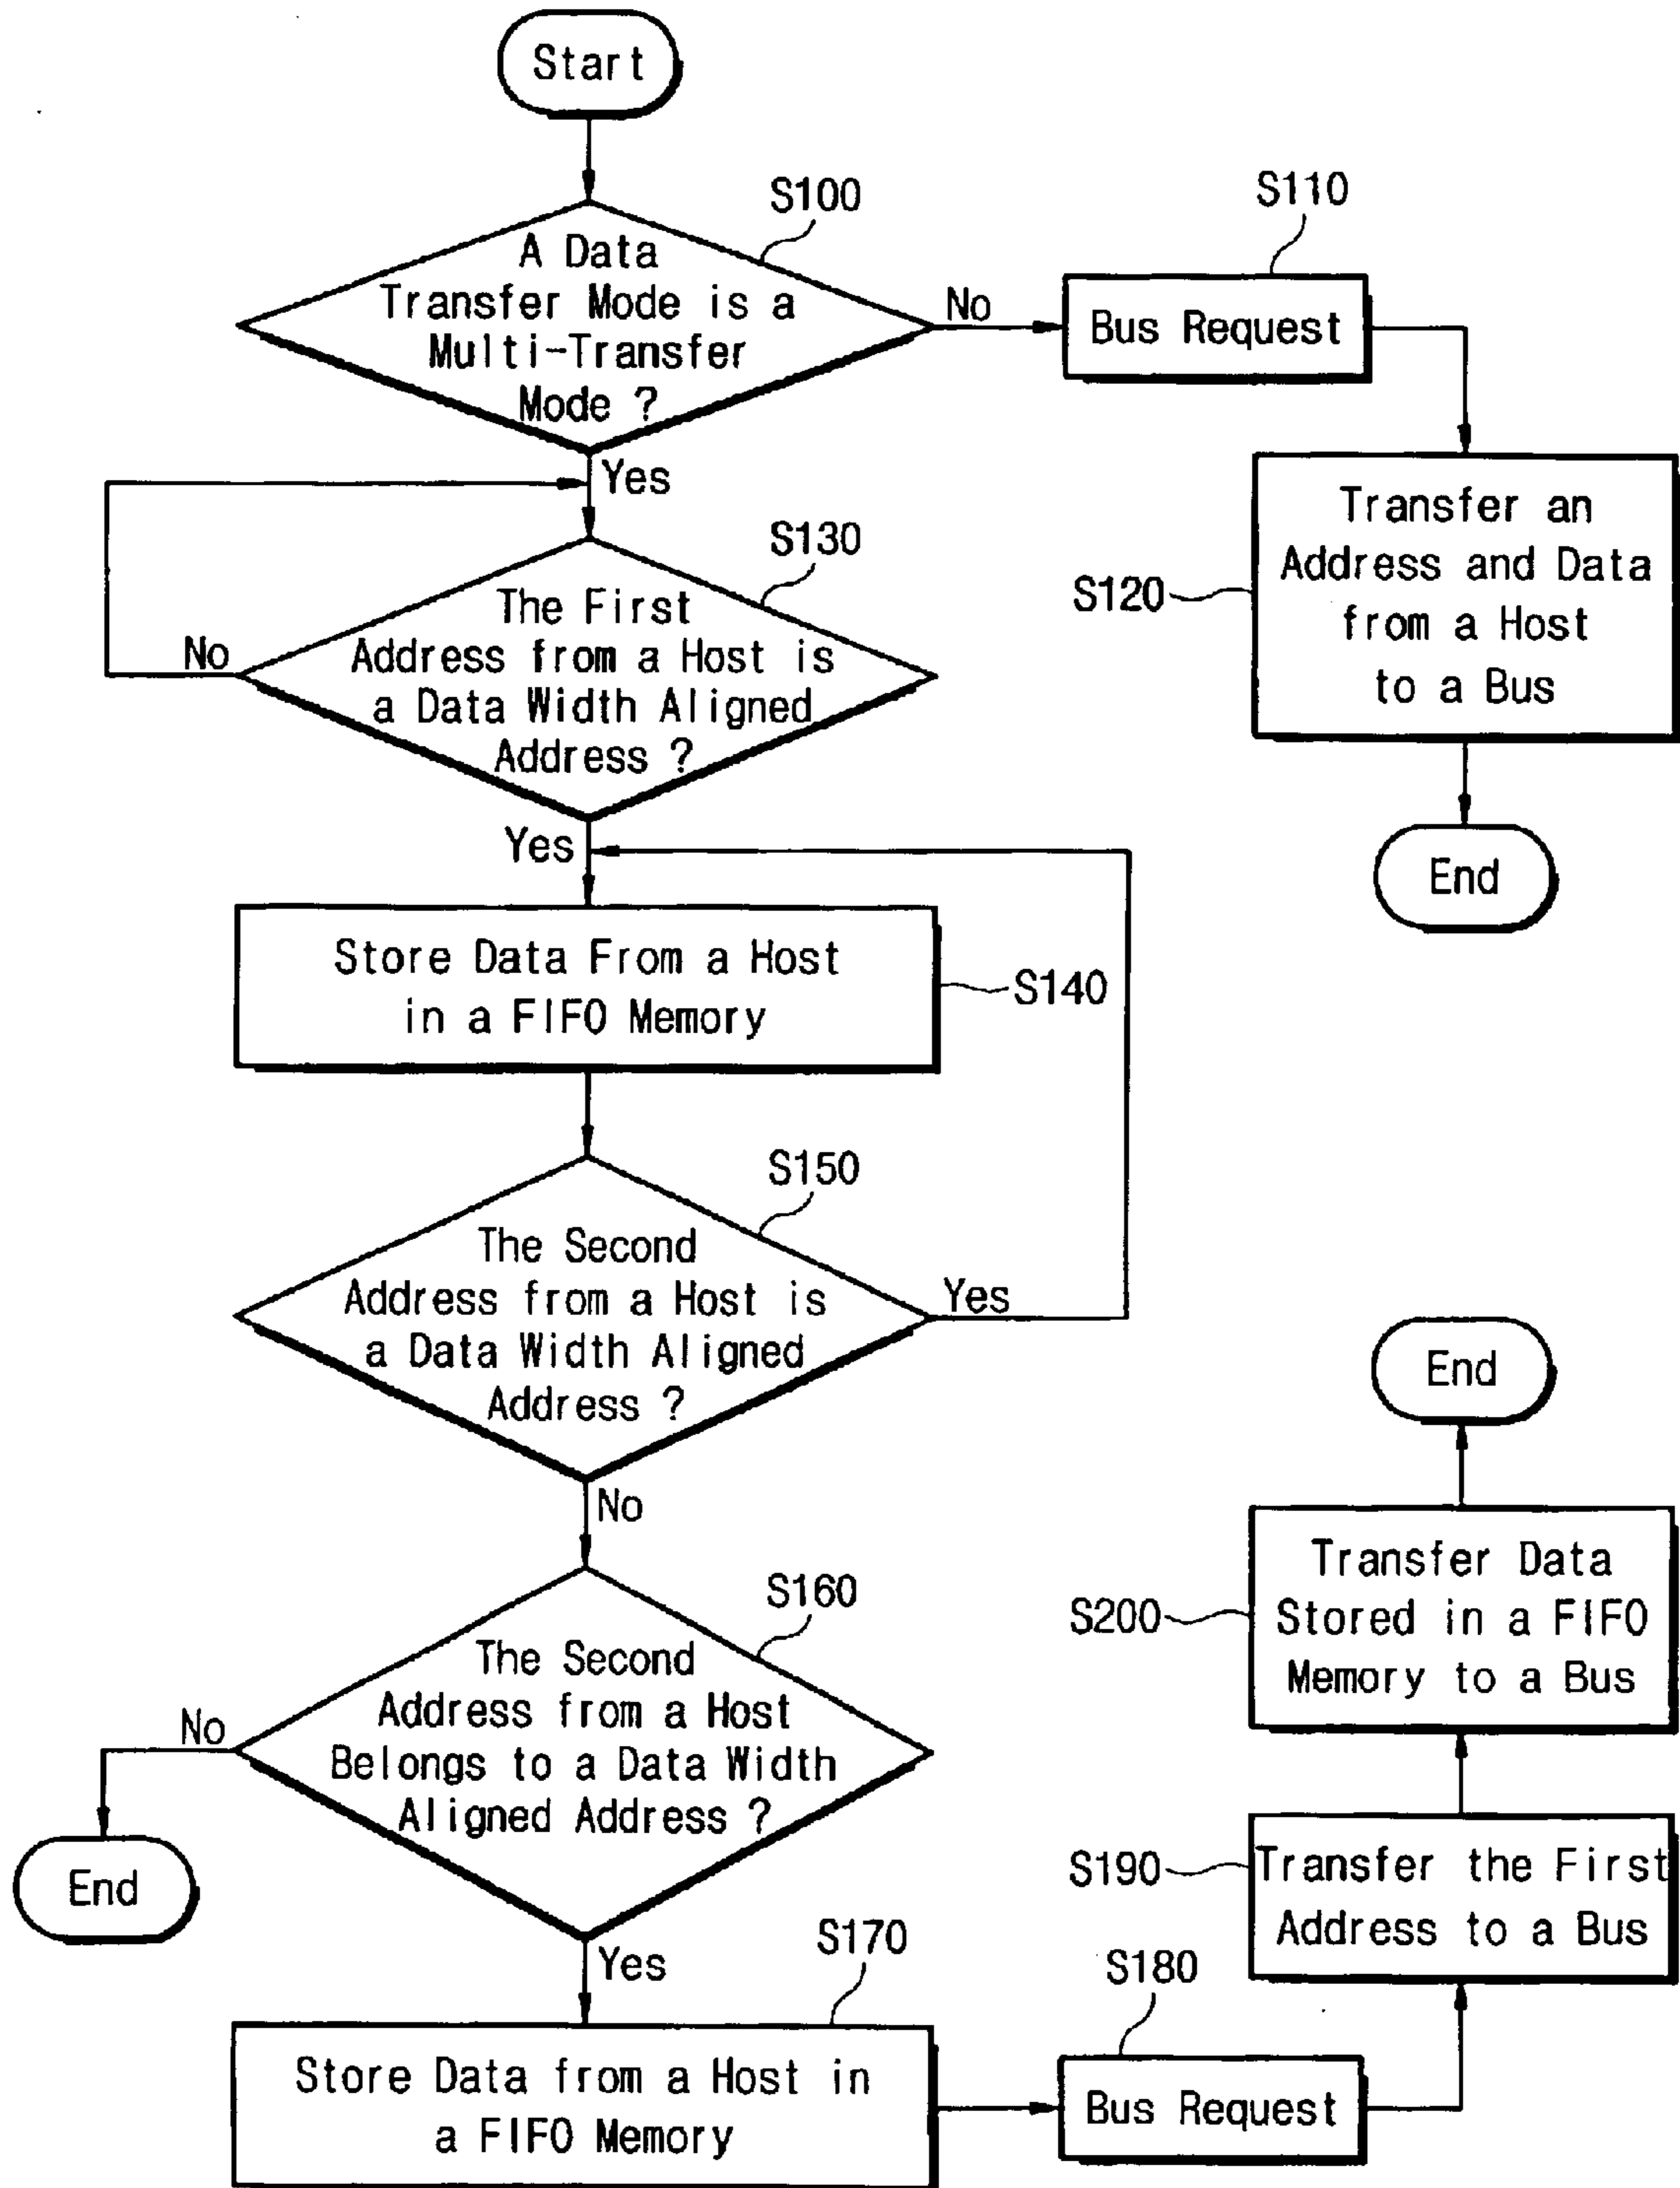 Start
S100
A Data
Transfer Mode is a
Multi-Transfer
Mode ?
No
S110
Bus Request
Yes
S120
Transfer an
Address and Data
from a Host
to a Bus
End
S130
The First
Address from a Host is
a Data Width Aligned
Address ?
No
Yes
Store Data From a Host
in a FIFO Memory
S140
S150
The Second
Address from a Host is
a Data Width Aligned
Address ?
Yes
No
S160
The Second
Address from a Host
Belongs to a Data Width
Aligned Address ?
No
End
Yes
S170
Store Data from a Host in
a FIFO Memory
S180
Bus Request
S190
Transfer the First
Address to a Bus
S200
Transfer Data
Stored in a FIFO
Memory to a Bus
End